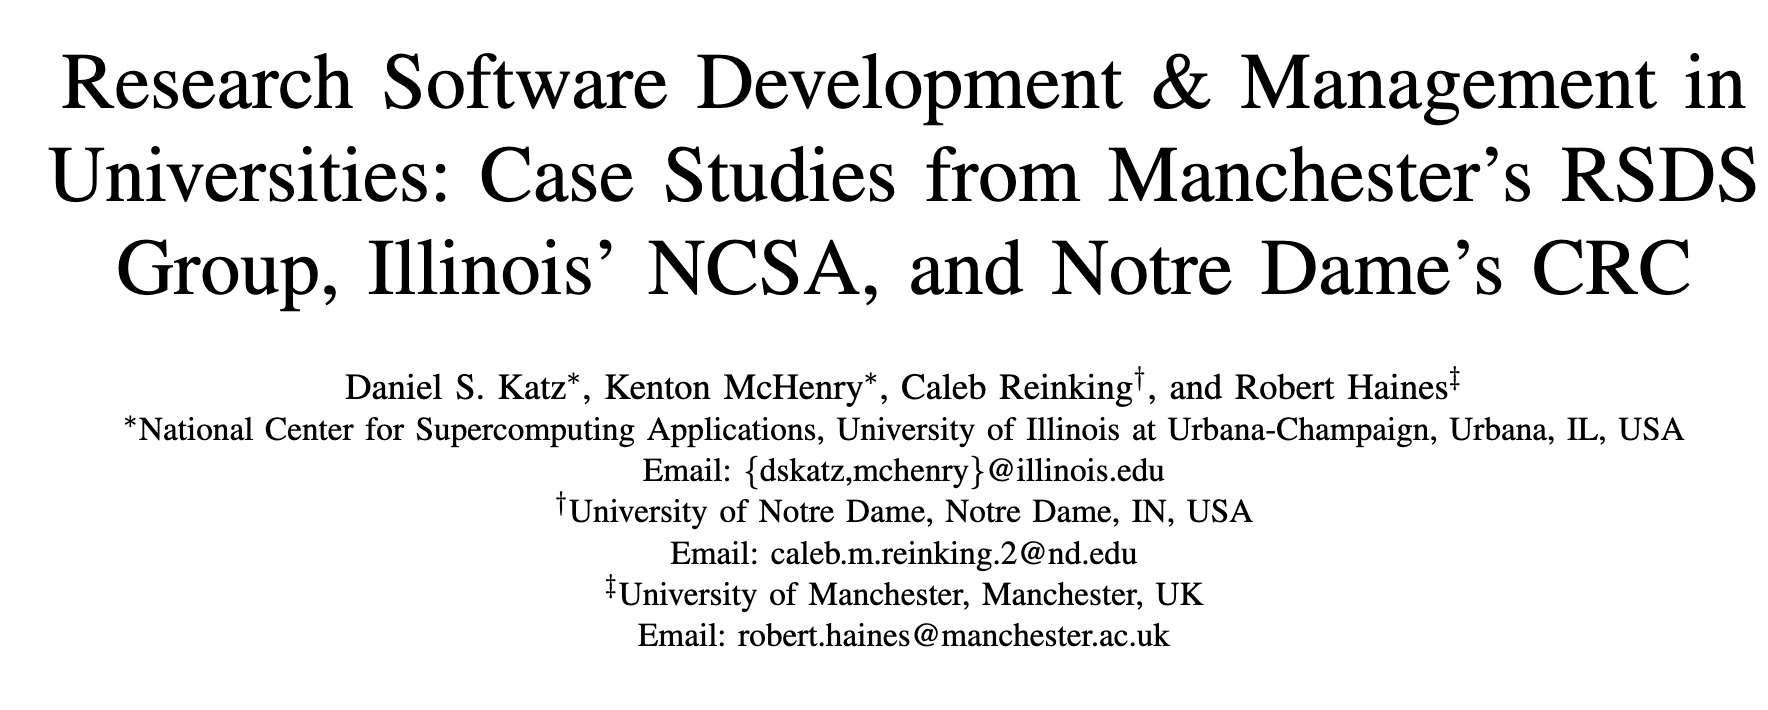 Research Software Development & Management in
Universities: Case Studies from Manchester’s RSDS
Group, Illinois’ NCSA, and Notre Dame’s CRC
Daniel S. Katz*, Kenton McHenry*, Caleb Reinking†, and Robert Haines‡
*National Center for Supercomputing Applications, University of Illinois at Urbana-Champaign, Urbana, IL, USA
Email: {dskatz,mchenry}@illinois.edu
†University of Notre Dame, Notre Dame, IN, USA
Email: caleb.m.reinking.2@nd.edu
‡University of Manchester, Manchester, UK
Email: robert.haines@manchester.ac.uk